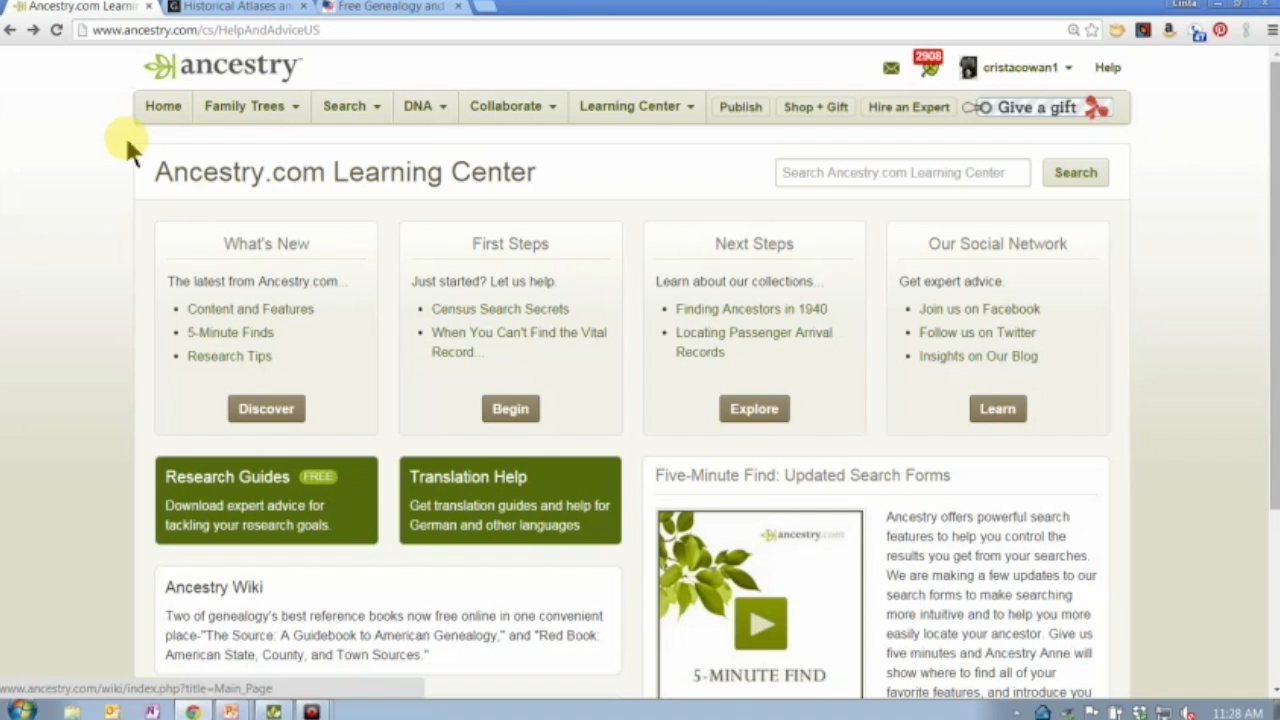 Ancestry.com Learnin
Historical Atlases an
Free Genealogy and
Cinta
www.ancestry.com/cs/HelpAndAdviceUS
ancestry
2908
cristacowan1
Help
Home
Family Trees
Search
DNA
Collaborate
Learning Center
Publish
Shop + Gift
Hire an Expert
Give a gift
Ancestry.com Learning Center
Search Ancestry.com Learning Center
Search
What's New
The latest from Ancestry.com...
• Content and Features
• 5-Minute Finds
• Research Tips
Discover
First Steps
Just started? Let us help.
• Census Search Secrets
• When You Can't Find the Vital
Record...
Begin
Next Steps
Learn about our collections...
• Finding Ancestors in 1940
• Locating Passenger Arrival
Records
Explore
Our Social Network
Get expert advice.
• Join us on Facebook
• Follow us on Twitter
• Insights on Our Blog
Learn
Research Guides FREE
Download expert advice for
tackling your research goals.
Translation Help
Get translation guides and help for
German and other languages
Ancestry Wiki
Two of genealogy's best reference books now free online in one convenient
place-"The Source: A Guidebook to American Genealogy," and "Red Book:
American State, County, and Town Sources."
Five-Minute Find: Updated Search Forms
ancestry.com
5-MINUTE FIND
Ancestry offers powerful search
features to help you control the
results you get from your searches.
We are making a few updates to our
search forms to make searching
more intuitive and to help you more
easily locate your ancestor. Give us
five minutes and Ancestry Anne will
show where to find all of your
favorite features, and introduce you
www.ancestry.com/wiki/index.php?title=Main_Page
11:28 AM